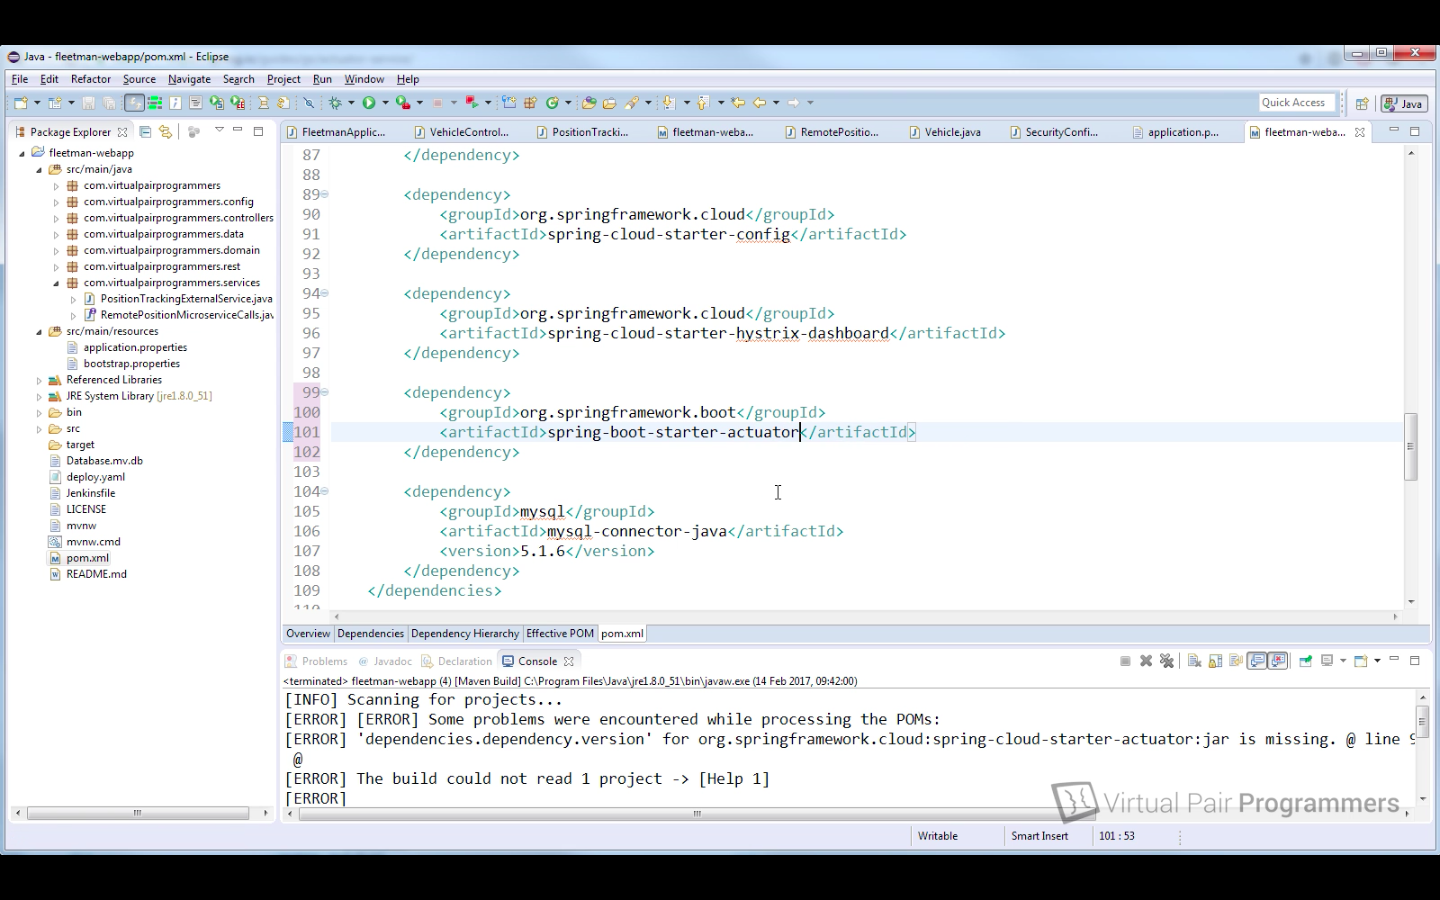 Java - fleetman-webapp/pom.xml - Eclipse
File Edit Refactor Source Navigate Search Project Run Window Help
Quick Access
Java
Package Explorer
FleetmanApplic...
VehicleControl...
PositionTracki...
fleetman-weba...
RemotePositio...
Vehicle.java
SecurityConfi...
application.p...
fleetman-weba...
fleetman-webapp
src/main/java
com.virtualpairprogrammers
com.virtualpairprogrammers.config
com.virtualpairprogrammers.controllers
com.virtualpairprogrammers.data
com.virtualpairprogrammers.domain
com.virtualpairprogrammers.rest
com.virtualpairprogrammers.services
PositionTrackingExternalService.java
RemotePositionMicroserviceCalls.jav
src/main/resources
application.properties
bootstrap.properties
Referenced Libraries
JRE System Library [jre1.8.0_51]
bin
src
target
Database.mv.db
deploy.yaml
Jenkinsfile
LICENSE
mvnw
mvnw.cmd
pom.xml
README.md
87 </dependency>
88
89 <dependency>
90 <groupId>org.springframework.cloud</groupId>
91 <artifactId>spring-cloud-starter-config</artifactId>
92 </dependency>
93
94 <dependency>
95 <groupId>org.springframework.cloud</groupId>
96 <artifactId>spring-cloud-starter-hystrix-dashboard</artifactId>
97 </dependency>
98
99 <dependency>
100 <groupId>org.springframework.boot</groupId>
101 <artifactId>spring-boot-starter-actuator</artifactId>
102 </dependency>
103
104 <dependency>
105 <groupId>mysql</groupId>
106 <artifactId>mysql-connector-java</artifactId>
107 <version>5.1.6</version>
108 </dependency>
109 </dependencies>
110
Overview Dependencies Dependency Hierarchy Effective POM pom.xml
Problems Javadoc Declaration Console
<terminated> fleetman-webapp (4) [Maven Build] C:\Program Files\Java\jre1.8.0_51\bin\javaw.exe (14 Feb 2017, 09:42:00)
[INFO] Scanning for projects...
[ERROR] [ERROR] Some problems were encountered while processing the POMs:
[ERROR] 'dependencies.dependency.version' for org.springframework.cloud:spring-cloud-starter-actuator:jar is missing. @ line 9
@
[ERROR] The build could not read 1 project -> [Help 1]
[ERROR]
Virtual Pair Programmers
Writable Smart Insert 101 : 53